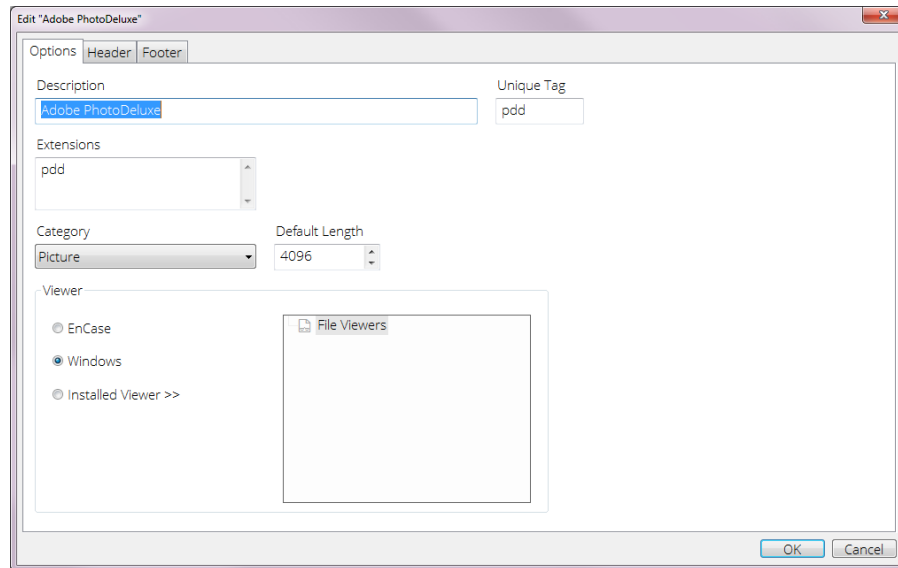 Edit "Adobe PhotoDeluxe"
Options Header Footer
Description Unique Tag
Adobe PhotoDeluxe pdd
Extensions
pdd
Category Default Length
Picture 4096
Viewer
EnCase File Viewers
Windows
Installed Viewer >>
OK Cancel